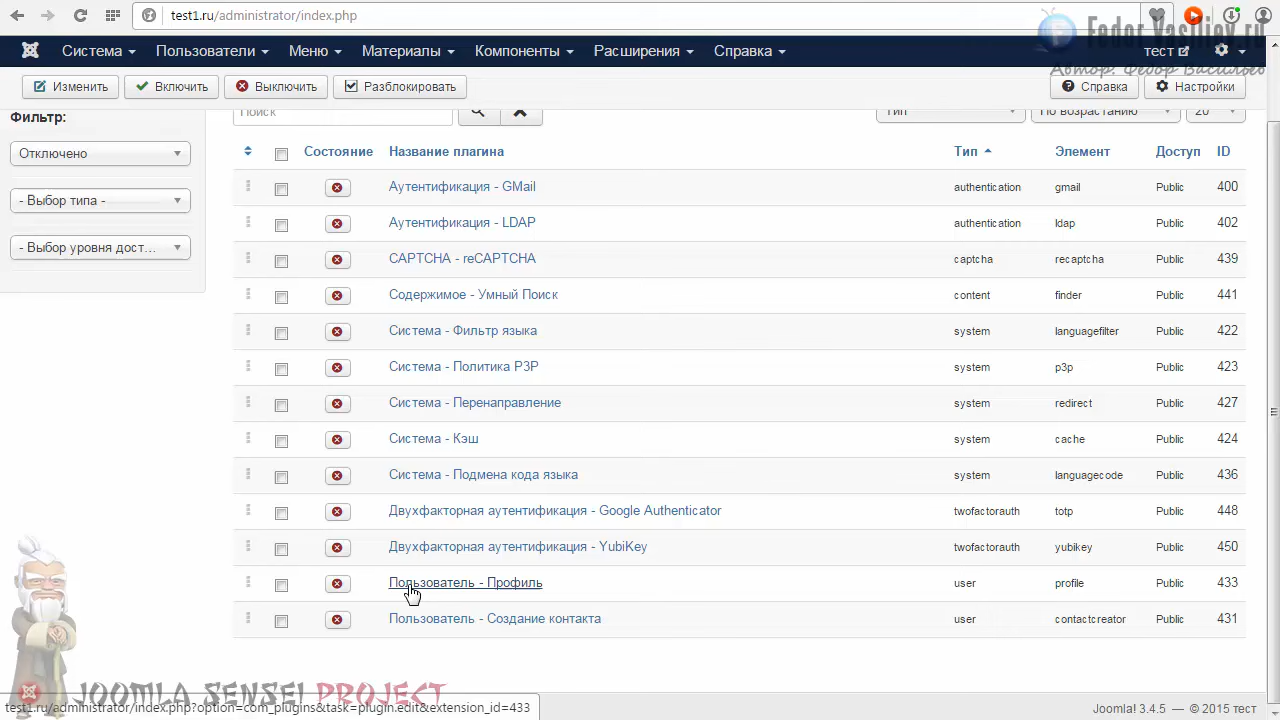 test1.ru/administrator/index.php
Fedor Vasiliev.ru
Автор: Федор Васильев
Система Пользователи Меню Материалы Компоненты Расширения Справка тест
Изменить Включить Выключить Разблокировать Справка Настройки
Фильтр: Поиск Тип По возрастанию 20
Отключено
- Выбор типа -
- Выбор уровня дост...
Состояние Название плагина Тип Элемент Доступ ID
Аутентификация - GMail authentication gmail Public 400
Аутентификация - LDAP authentication ldap Public 402
CAPTCHA - reCAPTCHA captcha recaptcha Public 439
Содержимое - Умный Поиск content finder Public 441
Система - Фильтр языка system languagefilter Public 422
Система - Политика P3P system p3p Public 423
Система - Перенаправление system redirect Public 427
Система - Кэш system cache Public 424
Система - Подмена кода языка system languagecode Public 436
Двухфакторная аутентификация - Google Authenticator twofactorauth totp Public 448
Двухфакторная аутентификация - YubiKey twofactorauth yubikey Public 450
Пользователь - Профиль user profile Public 433
Пользователь - Создание контакта user contactcreator Public 431
JOOMLA SENSEI PROJECT
test1.ru/administrator/index.php?option=com_plugins&task=plugin.edit&extension_id=433
Joomla! 3.4.5 — © 2015 тест